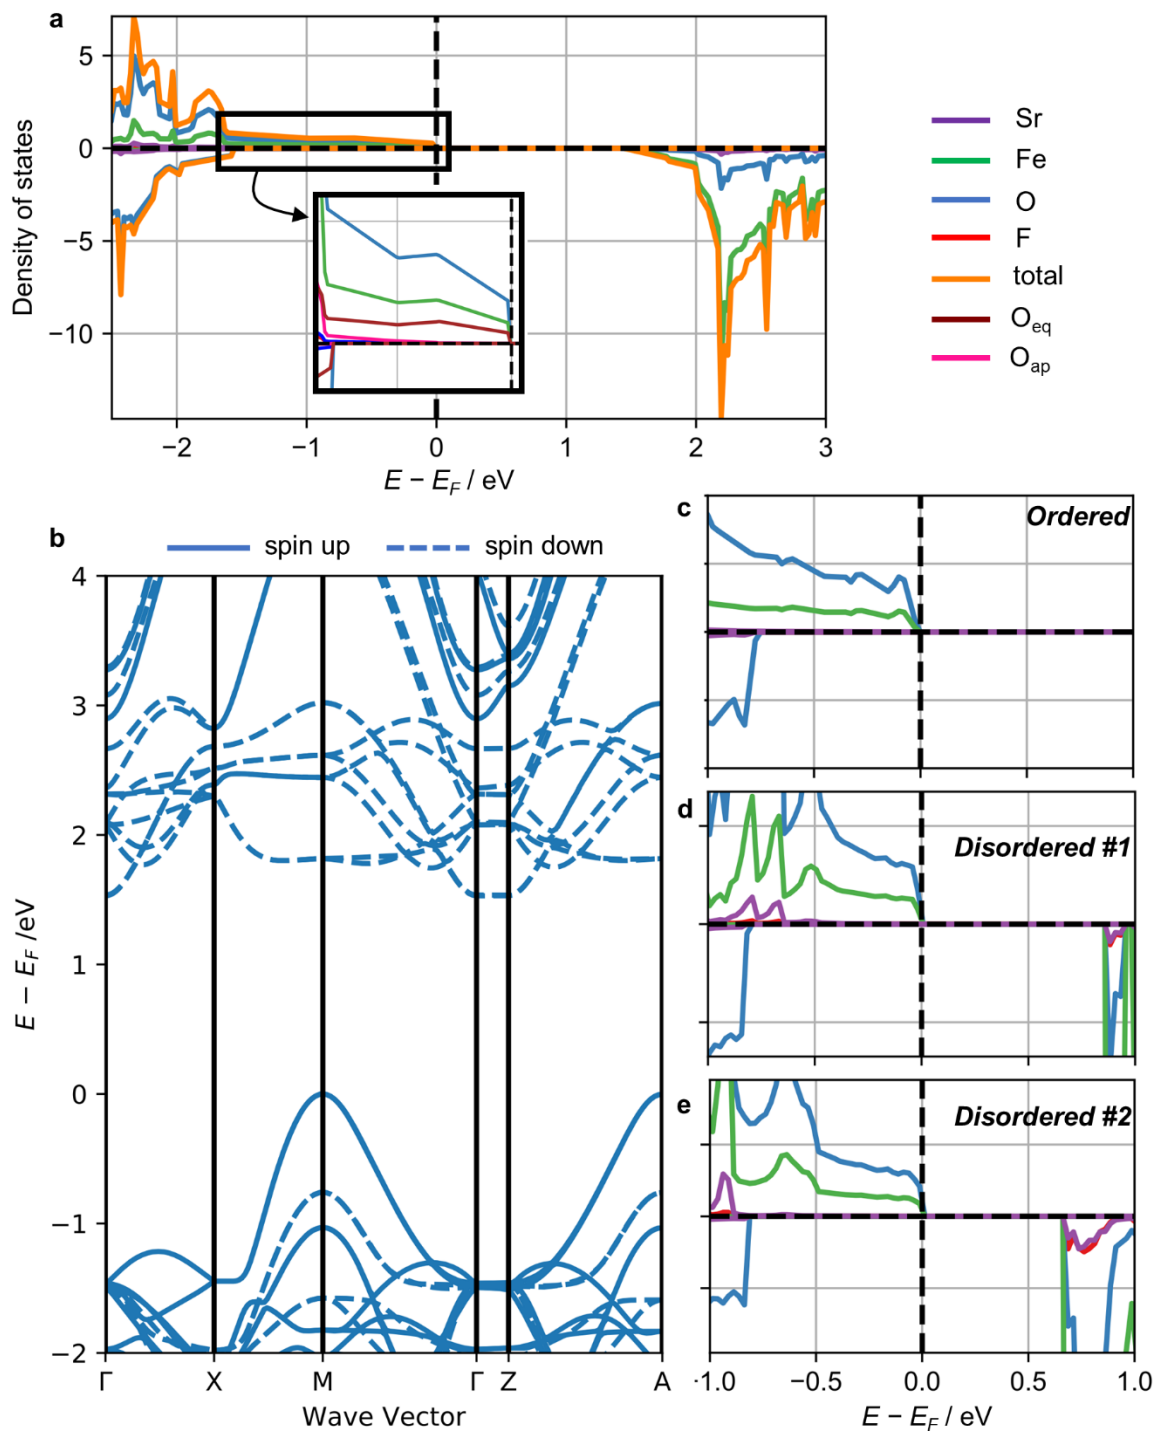 a
5
0
−5
−10
Density of states
−2
−1
0
1
2
3
E − E_F / eV
Sr
Fe
O
F
total
O_eq
O_ap
b
spin up
spin down
4
3
2
1
0
−1
−2
E − E_F /eV
Γ
X
M
Γ
Z
A
Wave Vector
c
Ordered
d
Disordered #1
e
Disordered #2
-1.0
−0.5
0.0
0.5
1.0
E − E_F / eV